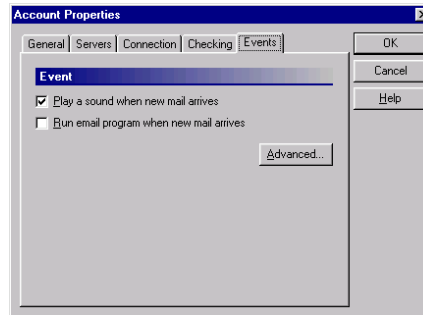 Account Properties
General Servers Connection Checking Events
OK
Cancel
Help
Event
Play a sound when new mail arrives
Run email program when new mail arrives
Advanced...